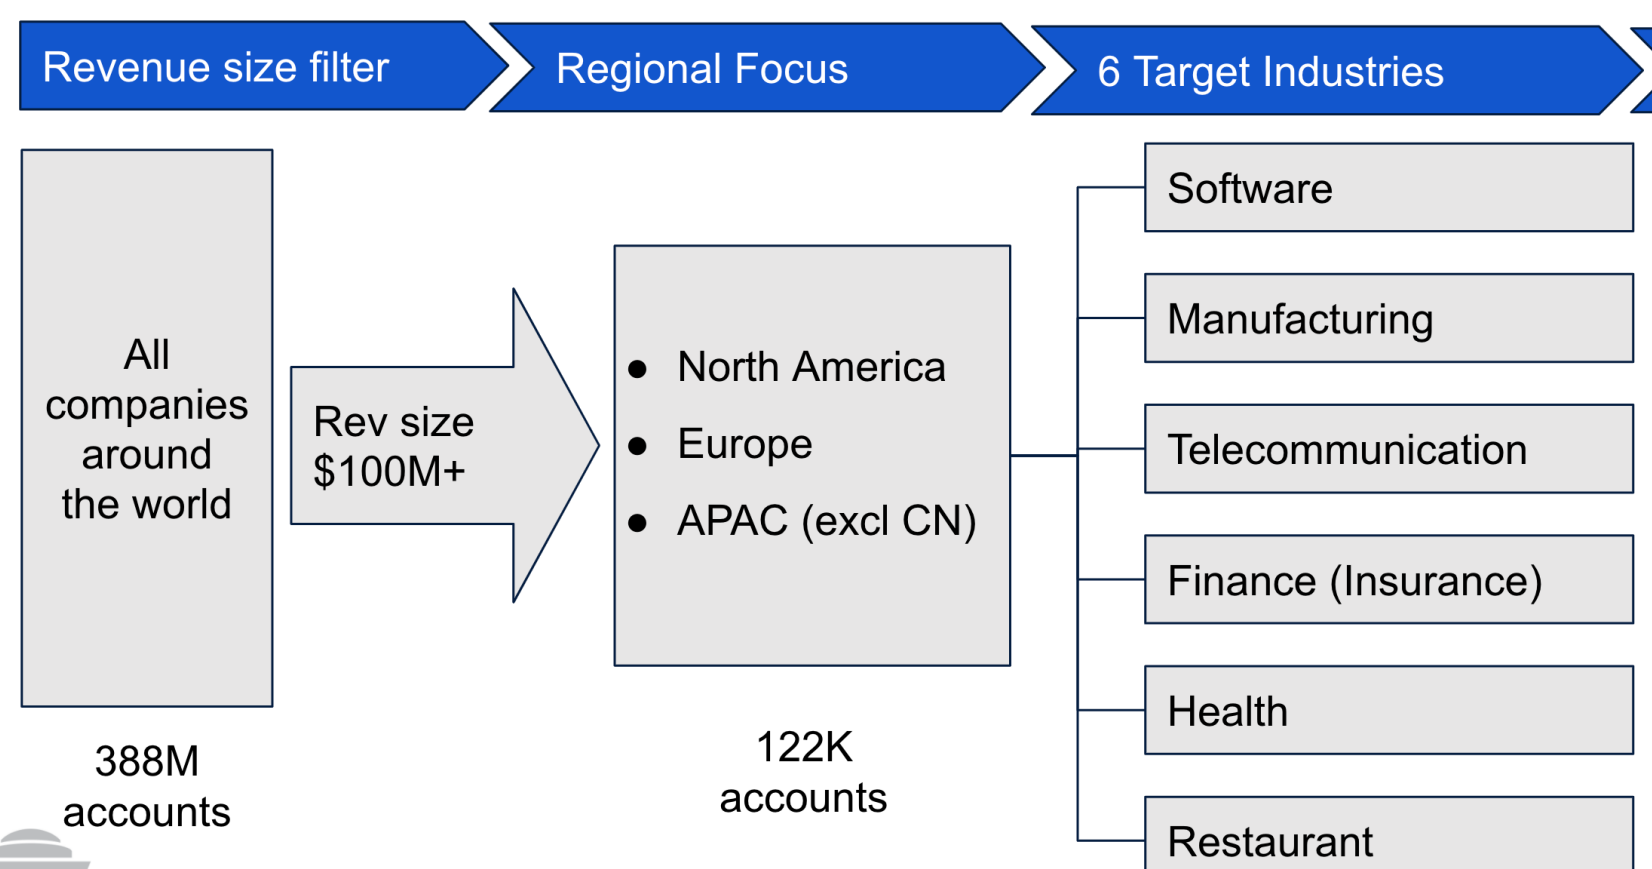 Revenue size filter
Regional Focus
6 Target Industries
All
companies
around
the world
388M
accounts
Rev size
$100M+
● North America
● Europe
● APAC (excl CN)
122K
accounts
Software
Manufacturing
Telecommunication
Finance (Insurance)
Health
Restaurant